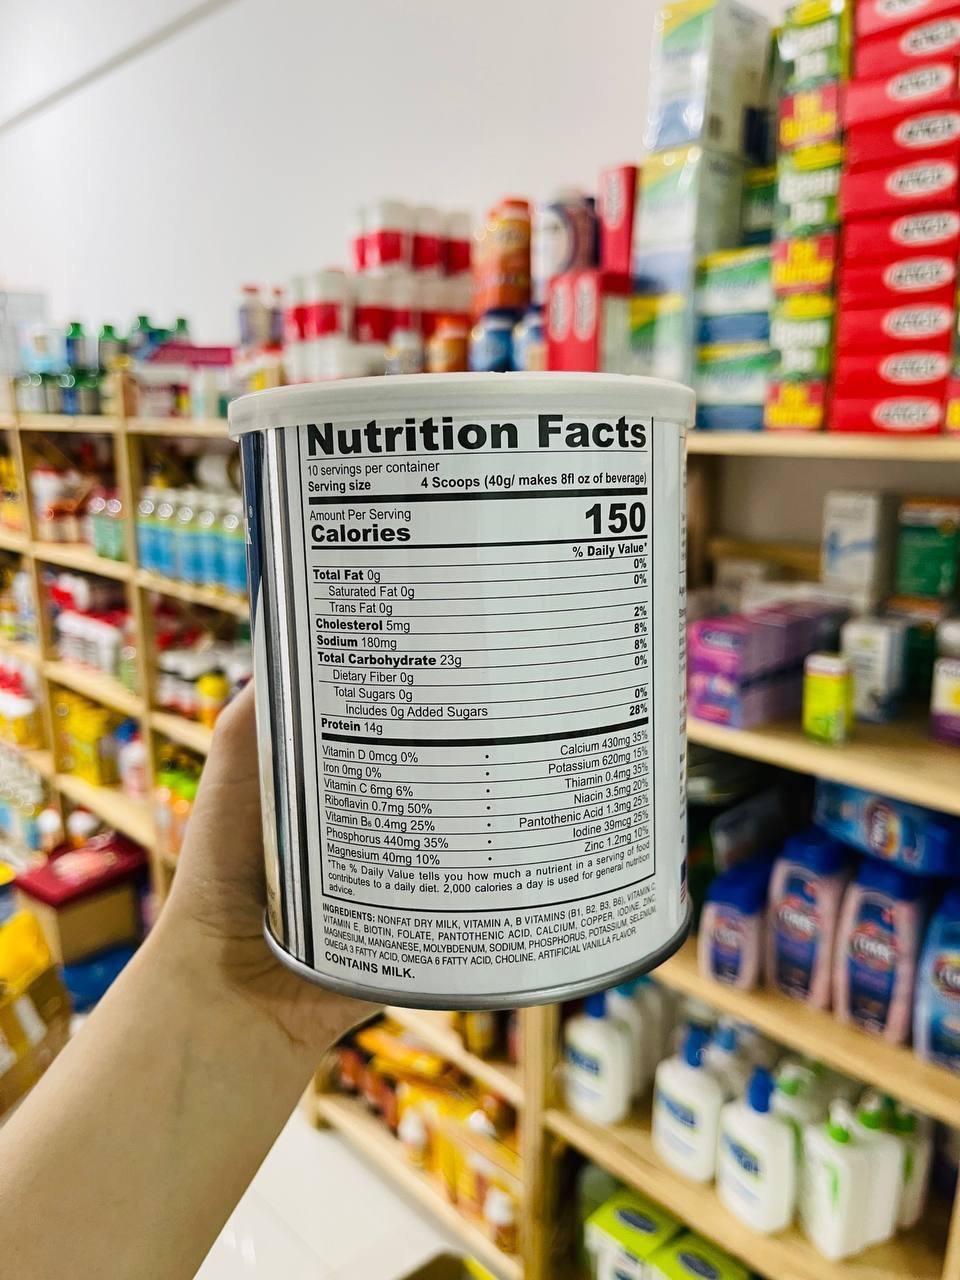 Nutrition Facts
10 servings per container
Serving size 4 Scoops (40g/ makes 8fl oz of beverage)
Amount Per Serving
Calories 150
% Daily Value*
Total Fat 0g 0%
Saturated Fat 0g 0%
Trans Fat 0g
Cholesterol 5mg 2%
Sodium 180mg 8%
Total Carbohydrate 23g 8%
Dietary Fiber 0g 0%
Total Sugars 0g
Includes 0g Added Sugars 0%
Protein 14g 28%
Vitamin D 0mcg 0% • Calcium 430mg 35%
Iron 0mg 0% Potassium 620mg 15%
Vitamin C 6mg 6% • Thiamin 0.4mg 35%
Riboflavin 0.7mg 50% Niacin 3.5mg 20%
Vitamin B₆ 0.4mg 25% • Pantothenic Acid 1.3mg 25%
Phosphorus 440mg 35% • Iodine 39mcg 25%
Magnesium 40mg 10% • Zinc 1.2mg 10%
*The % Daily Value tells you how much a nutrient in a serving of food
contributes to a daily diet. 2,000 calories a day is used for general nutrition
advice.
INGREDIENTS: NONFAT DRY MILK, VITAMIN A, B VITAMINS (B1, B2, B3, B6), VITAMIN C,
VITAMIN E, BIOTIN, FOLATE, PANTOTHENIC ACID, CALCIUM, COPPER, IODINE, ZINC,
MAGNESIUM, MANGANESE, MOLYBDENUM, SODIUM, PHOSPHORUS, POTASSIUM, SELENIUM,
OMEGA 3 FATTY ACID, OMEGA 6 FATTY ACID, CHOLINE, ARTIFICIAL VANILLA FLAVOR.
CONTAINS MILK.